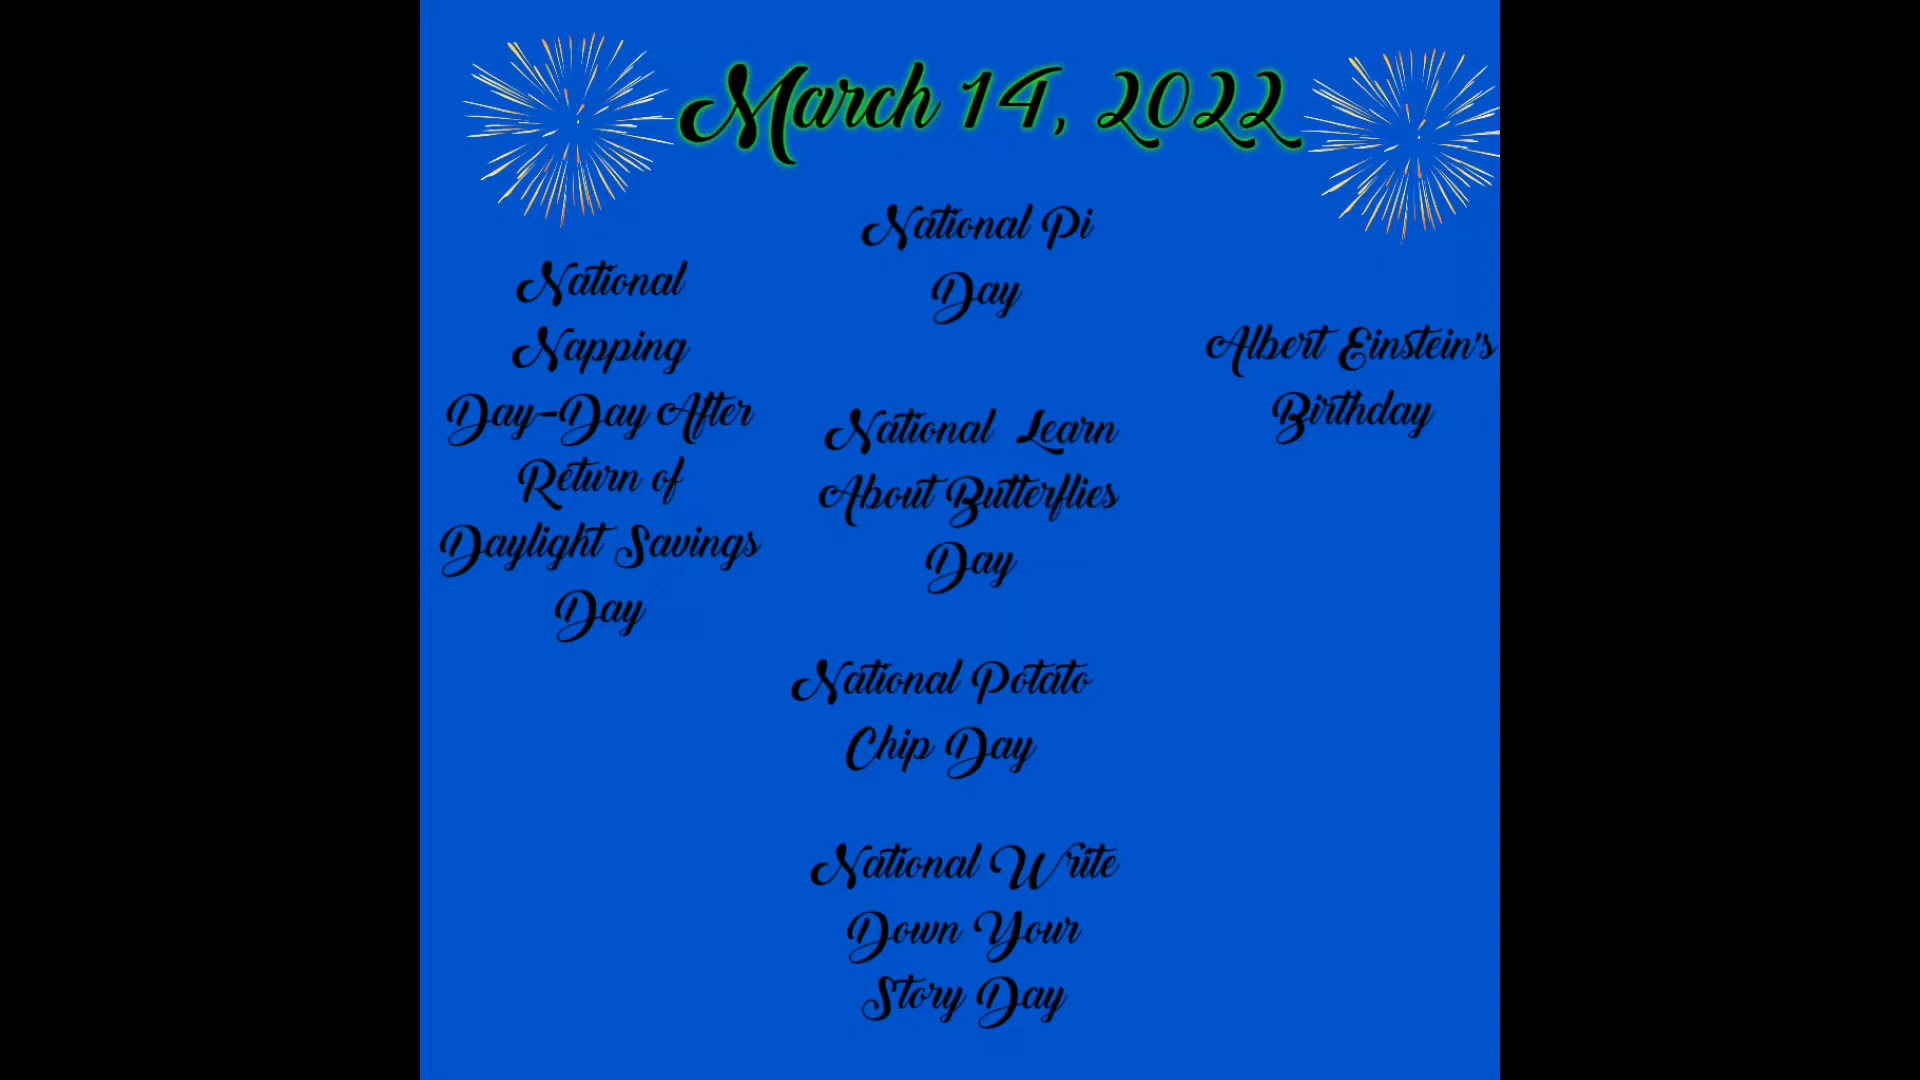 March 14, 2022
National
Napping
Day-Day After
Return of
Daylight Savings
Day
National Pi
Day
National Learn
About Butterflies
Day
National Potato
Chip Day
National Write
Down Your
Story Day
Albert Einstein's
Birthday